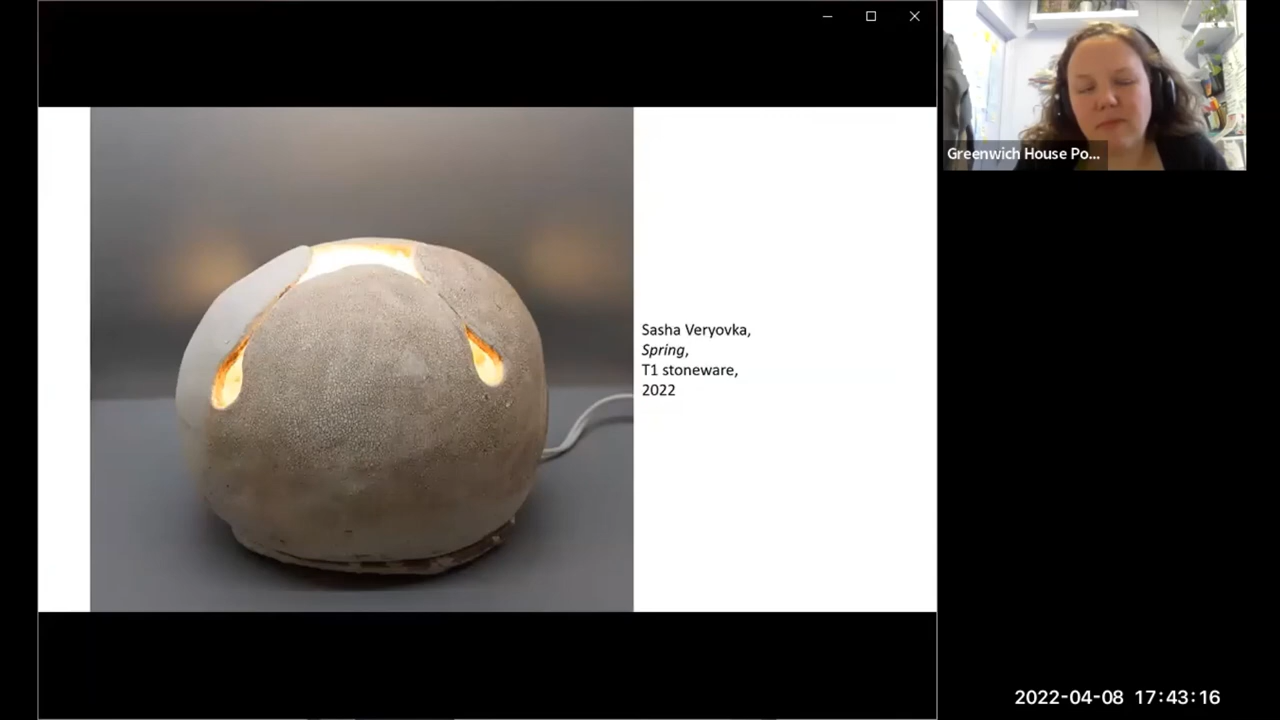 Sasha Veryovka,
Spring,
T1 stoneware,
2022
Greenwich House Po...
2022-04-08 17:43:16